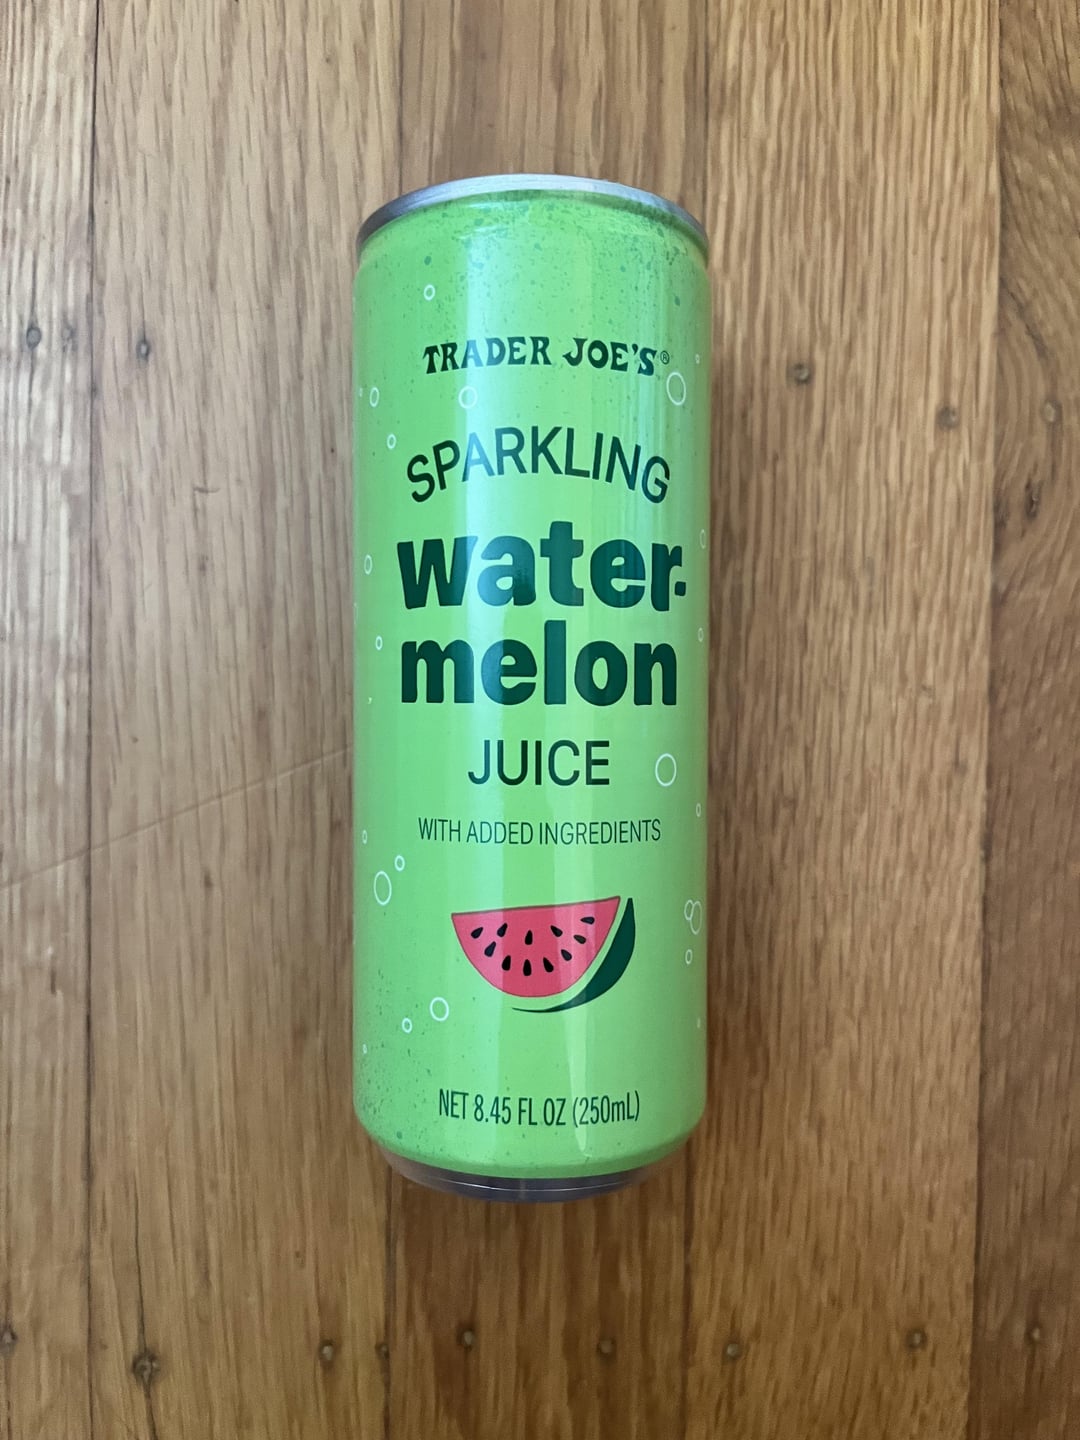 TRADER JOE'S®
SPARKLING
water-
melon
JUICE
WITH ADDED INGREDIENTS
NET 8.45 FL OZ (250mL)